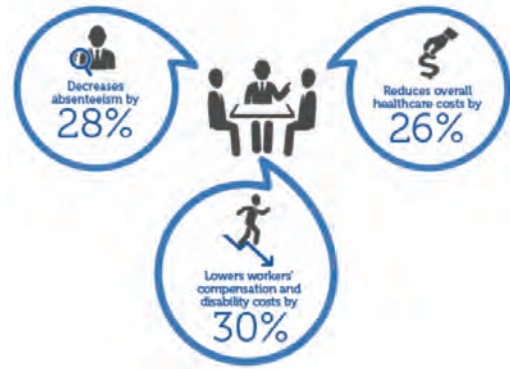 Decreases
absenteeism by
28%
Reduces overall
healthcare costs by
26%
Lowers workers'
compensation and
disability costs by
30%